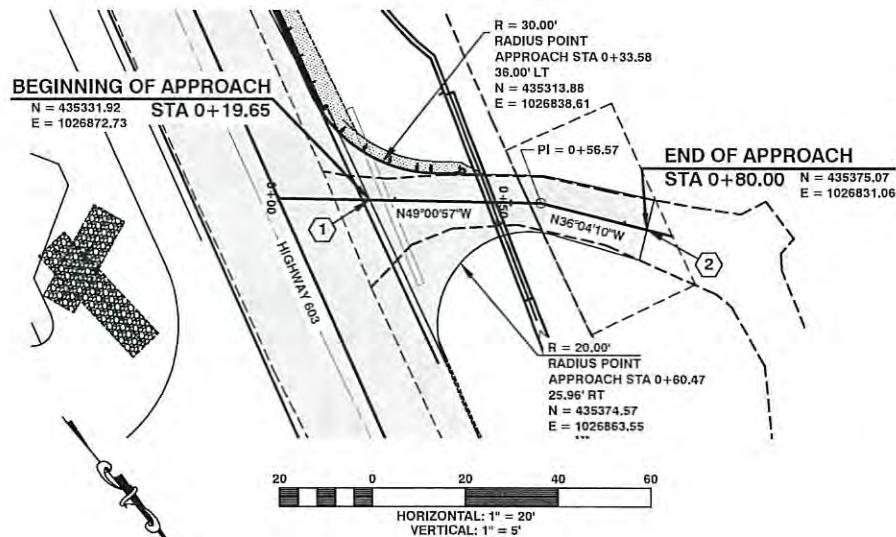 R = 30.00'
RADIUS POINT
APPROACH STA 0+33.58
36.00' LT
N = 435313.88
E = 1026838.61
BEGINNING OF APPROACH
STA 0+19.65
N = 435331.92
E = 1026872.73
PI = 0+56.57
END OF APPROACH
STA 0+80.00
N = 435375.07
E = 1026831.06
0+00
0+50
N49°00'57"W
N36°04'10"W
1
2
HIGHWAY 603
R = 20.00'
RADIUS POINT
APPROACH STA 0+60.47
25.96' RT
N = 435374.57
E = 1026863.55
20 0 20 40 60
HORIZONTAL: 1" = 20'
VERTICAL: 1" = 5'